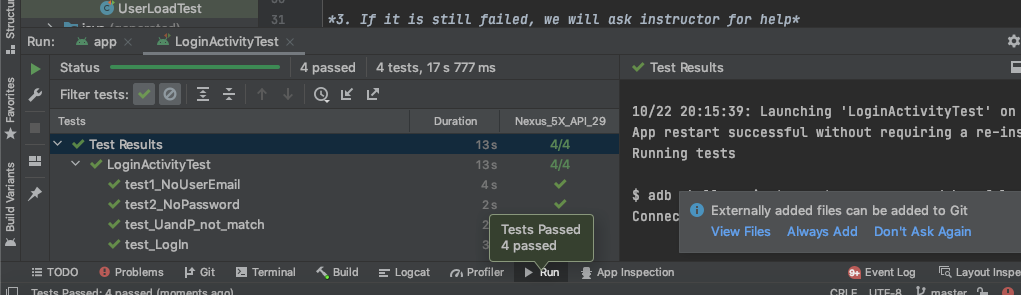 UserLoadTest
30
31 *3. If it is still failed, we will ask instructor for help*
Structure
Run: app LoginActivityTest
Status 4 passed 4 tests, 17 s 777 ms
Test Results
Filter tests:
Favorites
10/22 20:15:39: Launching 'LoginActivityTest' on
Tests Duration Nexus_5X_API_29
App restart successful without requiring a re-ins
Test Results 13 s 4/4
Running tests
LoginActivityTest 13 s 4/4
Build Variants
test1_NoUserEmail 4 s
$ adb
test2_NoPassword 2 s
Connec
test_UandP_not_match 2
test_LogIn 3
Tests Passed
4 passed
Externally added files can be added to Git
View Files Always Add Don't Ask Again
TODO Problems Git Terminal Build Logcat Profiler Run App Inspection 9+ Event Log Layout Inspe
Tests Passed: 4 passed (moments ago) CRLF UTF-8 master